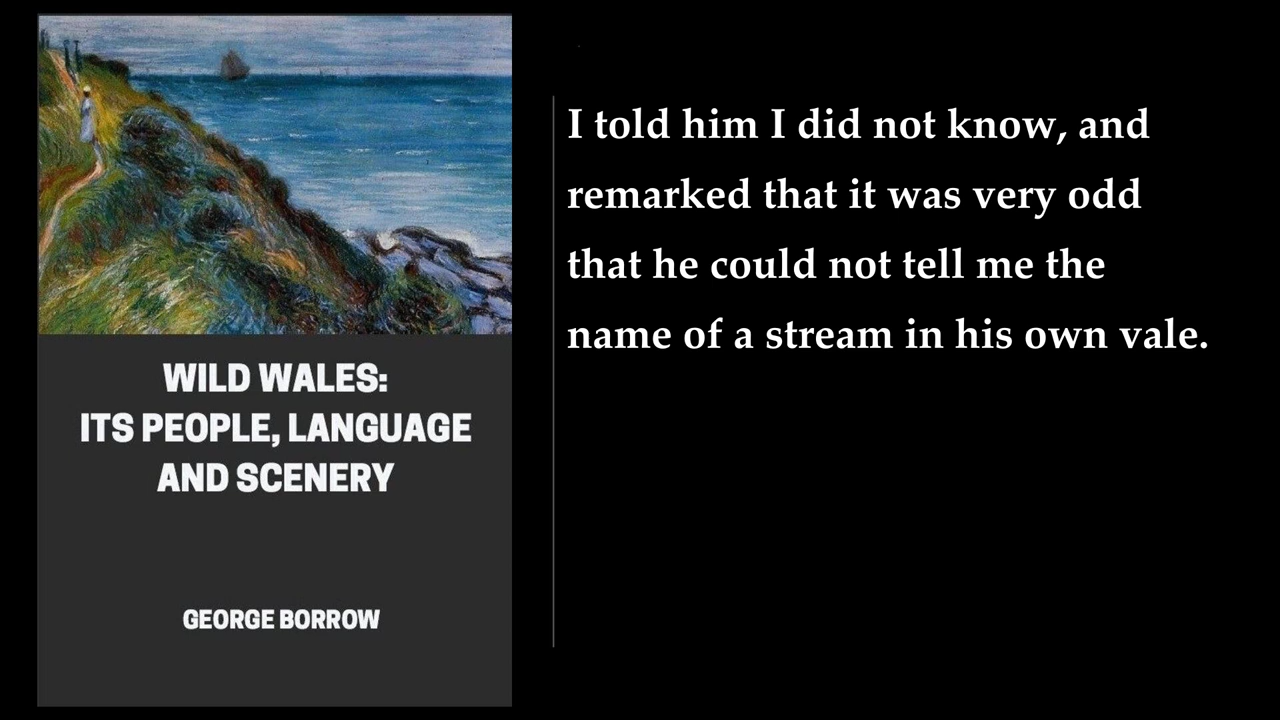 WILD WALES:
ITS PEOPLE, LANGUAGE
AND SCENERY
GEORGE BORROW
I told him I did not know, and
remarked that it was very odd
that he could not tell me the
name of a stream in his own vale.